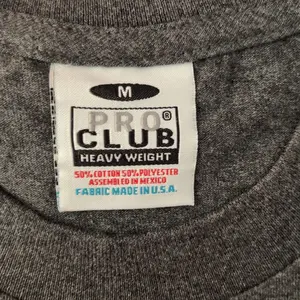 M
PRO®
CLUB
HEAVY WEIGHT
50% COTTON 50% POLYESTER
ASSEMBLED IN MEXICO
FABRIC MADE IN U.S.A.